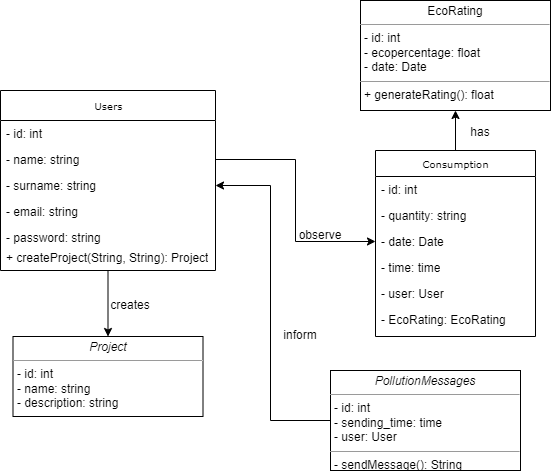 EcoRating
- id: int
- ecopercentage: float
- date: Date
+ generateRating(): float
has
Users
- id: int
- name: string
- surname: string
- email: string
- password: string
+ createProject(String, String): Project
observe
Consumption
- id: int
- quantity: string
- date: Date
- time: time
- user: User
- EcoRating: EcoRating
creates
inform
Project
- id: int
- name: string
- description: string
PollutionMessages
- id: int
- sending_time: time
- user: User
- sendMessage(): String